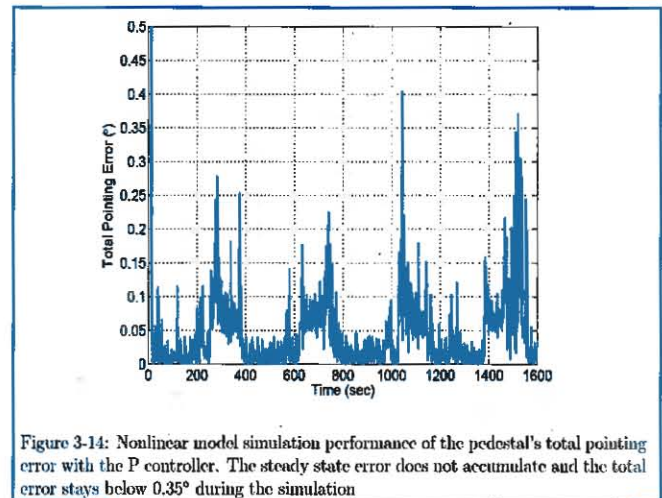 0.5
0.45
0.4
0.35
0.3
0.25
0.2
0.15
0.1
0.05
0
Total Pointing Error (°)
0 200 400 600 800 1000 1200 1400 1600
Time (sec)
Figure 3-14: Nonlinear model simulation performance of the pedestal's total pointing
error with the P controller. The steady state error does not accumulate and the total
error stays below 0.35° during the simulation